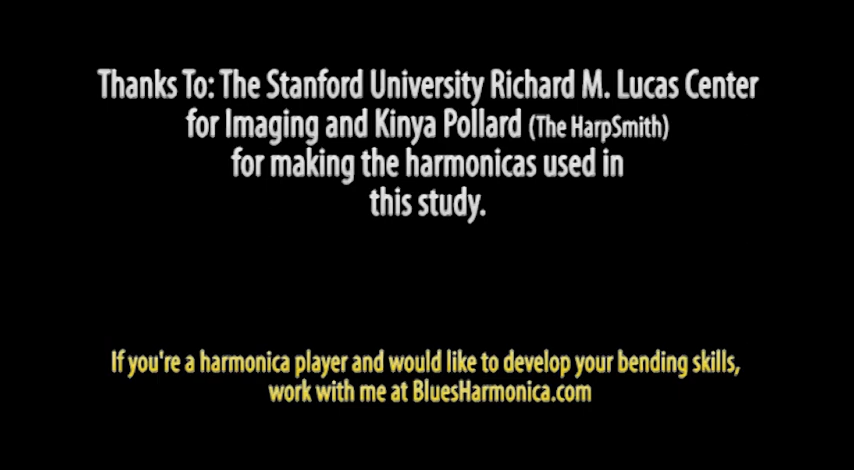 Thanks To: The Stanford University Richard M. Lucas Center
for Imaging and Kinya Pollard (The HarpSmith)
for making the harmonicas used in
this study.
If you're a harmonica player and would like to develop your bending skills,
work with me at BluesHarmonica.com